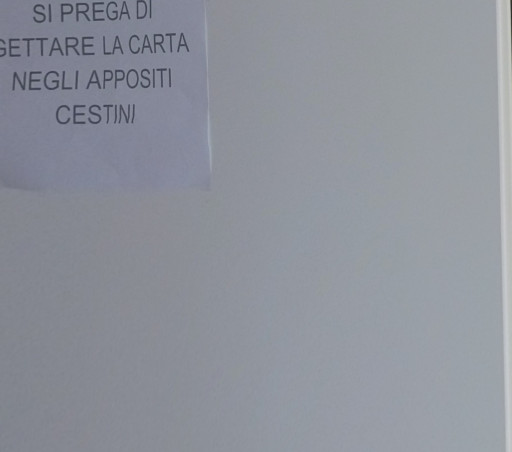 SI PREGA DI
GETTARE LA CARTA
NEGLI APPOSITI
CESTINI